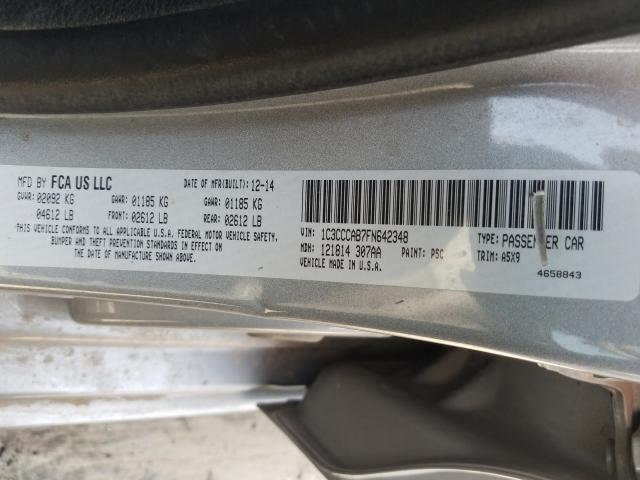 MFD BY FCA US LLC
DATE OF MFR(BUILT): 12-14
GVWR: 02092 KG
GAWR: 01185 KG
GAWR: 01185 KG
04612 LB
FRONT: 02612 LB
REAR: 02612 LB
THIS VEHICLE CONFORMS TO ALL APPLICABLE U.S.A. FEDERAL MOTOR VEHICLE SAFETY,
BUMPER AND THEFT PREVENTION STANDARDS IN EFFECT ON
THE DATE OF MANUFACTURE SHOWN ABOVE.
VIN: 1C3CCCAB7FN642348
TYPE: PASSENGER CAR
MDH: 121814 307AA
PAINT: PSC
TRIM: A5X9
VEHICLE MADE IN U.S.A.
4658843